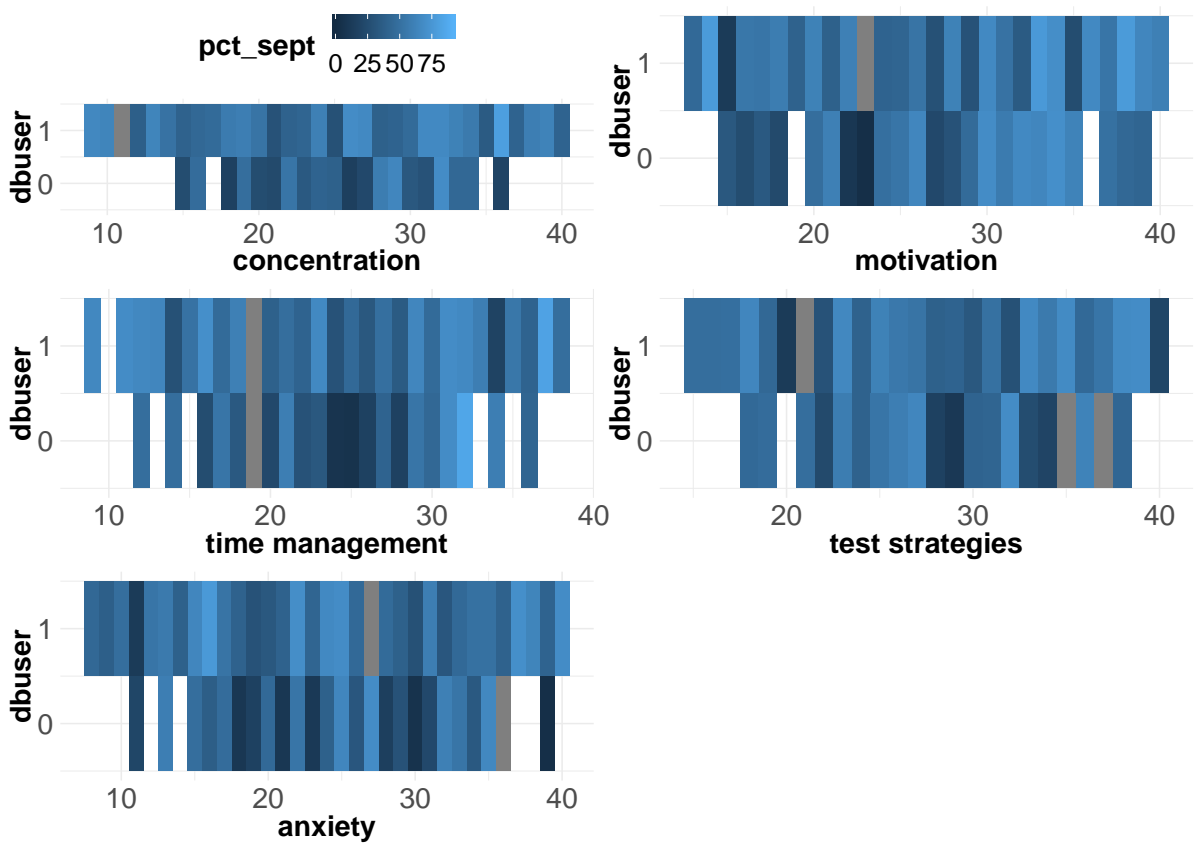 pct_sept
0 25 50 75
dbuser
1
0
10 20 30 40
concentration
dbuser
1
0
20 30 40
motivation
dbuser
1
0
10 20 30 40
time management
dbuser
1
0
20 30 40
test strategies
dbuser
1
0
10 20 30 40
anxiety